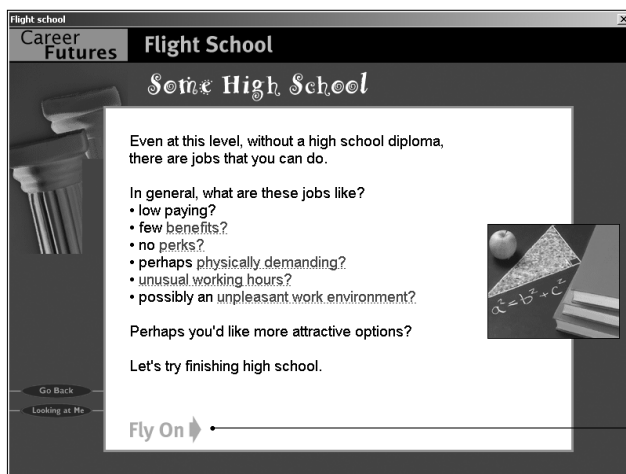 Flight school
Career
Futures
Flight School
Some High School
Even at this level, without a high school diploma,
there are jobs that you can do.
In general, what are these jobs like?
• low paying?
• few benefits?
• no perks?
• perhaps physically demanding?
• unusual working hours?
• possibly an unpleasant work environment?
Perhaps you'd like more attractive options?
Let's try finishing high school.
a²=b²+c²
Go Back
Looking at Me
Fly On